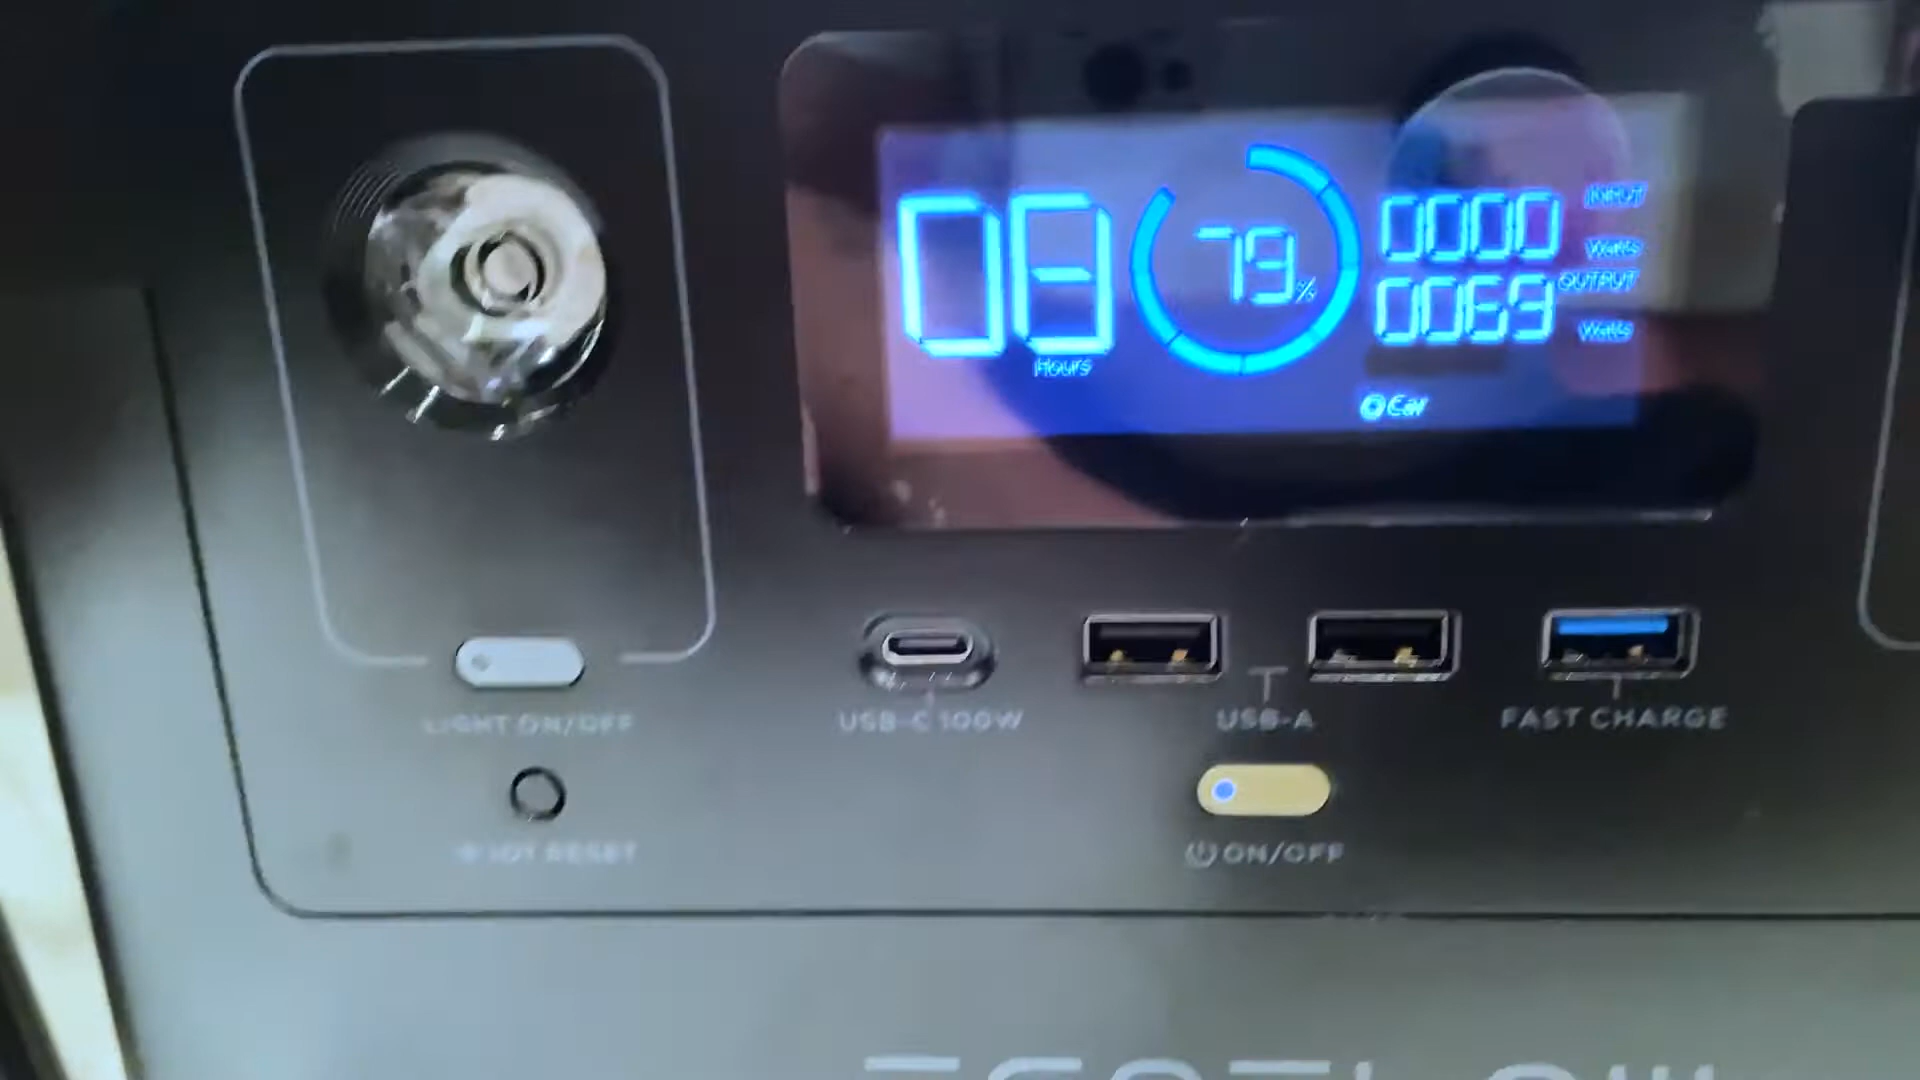 08
Hours
79%
0000
INPUT
Watts
0069
OUTPUT
Watts
Car
LIGHT ON/OFF
USB-C 100W
USB-A
FAST CHARGE
IOT RESET
ON/OFF